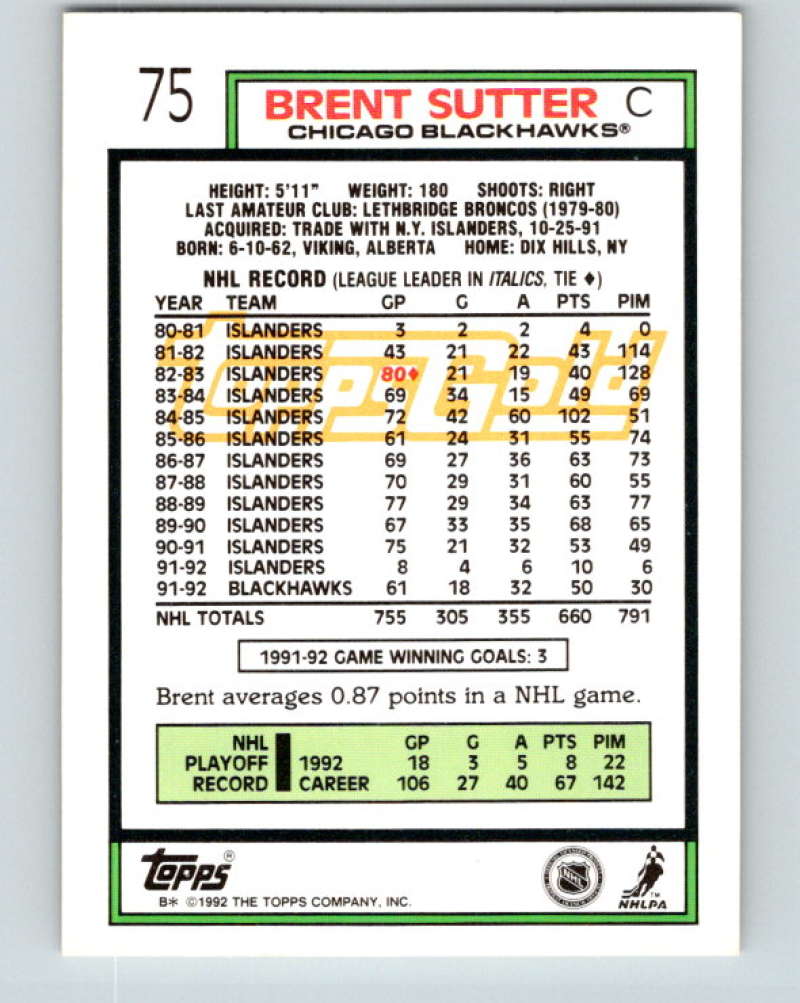 75
BRENT SUTTER C
CHICAGO BLACKHAWKS®
HEIGHT: 5'11" WEIGHT: 180 SHOOTS: RIGHT
LAST AMATEUR CLUB: LETHBRIDGE BRONCOS (1979-80)
ACQUIRED: TRADE WITH N.Y. ISLANDERS, 10-25-91
BORN: 6-10-62, VIKING, ALBERTA HOME: DIX HILLS, NY
NHL RECORD (LEAGUE LEADER IN ITALICS, TIE ♦)
YEAR TEAM GP G A PTS PIM
80-81 ISLANDERS 3 2 2 4 0
81-82 ISLANDERS 43 21 22 43 114
82-83 ISLANDERS 80♦ 21 19 40 128
83-84 ISLANDERS 69 34 15 49 69
84-85 ISLANDERS 72 42 60 102 51
85-86 ISLANDERS 61 24 31 55 74
86-87 ISLANDERS 69 27 36 63 73
87-88 ISLANDERS 70 29 31 60 55
88-89 ISLANDERS 77 29 34 63 77
89-90 ISLANDERS 67 33 35 68 65
90-91 ISLANDERS 75 21 32 53 49
91-92 ISLANDERS 8 4 6 10 6
91-92 BLACKHAWKS 61 18 32 50 30
NHL TOTALS 755 305 355 660 791
Topps Gold
1991-92 GAME WINNING GOALS: 3
Brent averages 0.87 points in a NHL game.
NHL GP G A PTS PIM
PLAYOFF 1992 18 3 5 8 22
RECORD CAREER 106 27 40 67 142
TOPPS®
B* ©1992 THE TOPPS COMPANY, INC.
NHL
NHLPA™